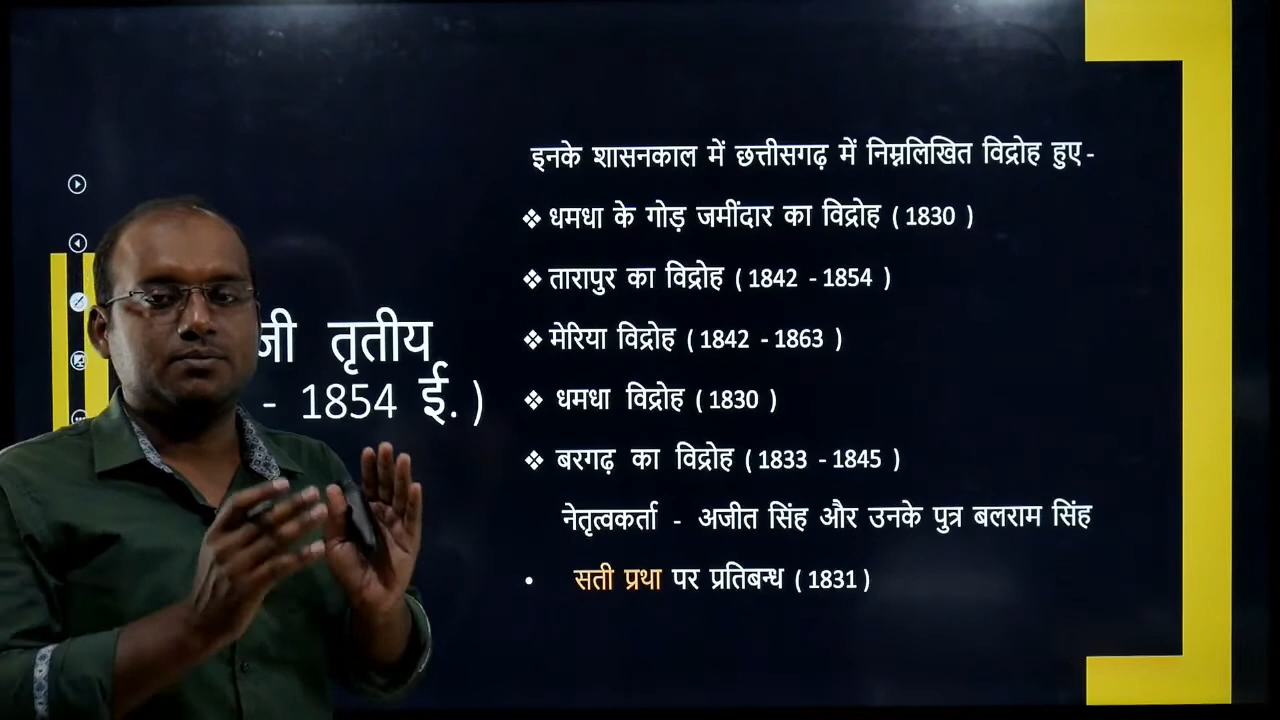 इनके शासनकाल में छत्तीसगढ़ में निम्नलिखित विद्रोह हुए -
❖ धमधा के गोड़ जमींदार का विद्रोह ( 1830 )
❖ तारापुर का विद्रोह ( 1842 - 1854 )
❖ मेरिया विद्रोह ( 1842 - 1863 )
❖ धमधा विद्रोह ( 1830 )
❖ बरगढ़ का विद्रोह ( 1833 - 1845 )
नेतृत्वकर्ता - अजीत सिंह और उनके पुत्र बलराम सिंह
• सती प्रथा पर प्रतिबन्ध ( 1831 )
जी तृतीय
- 1854 ई. )